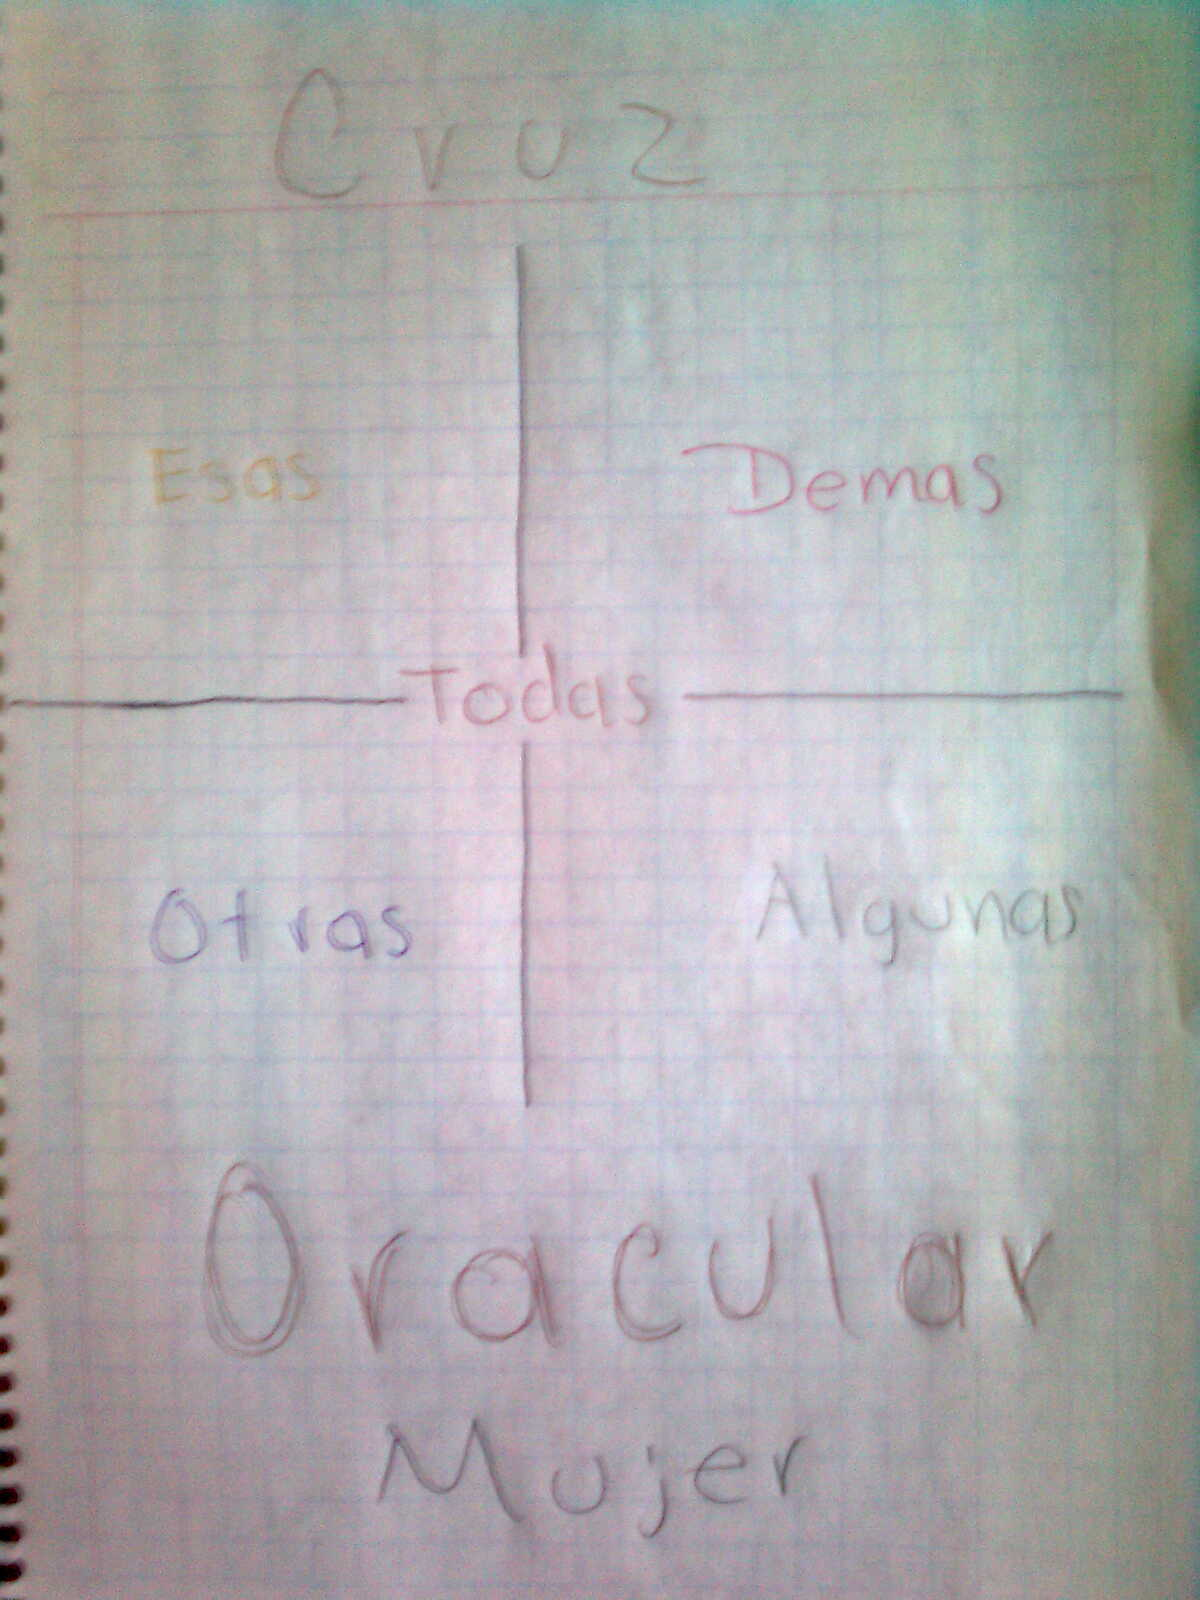 Cruz
Esas Demas
Todas
Otras Algunas
Oracular
Mujer